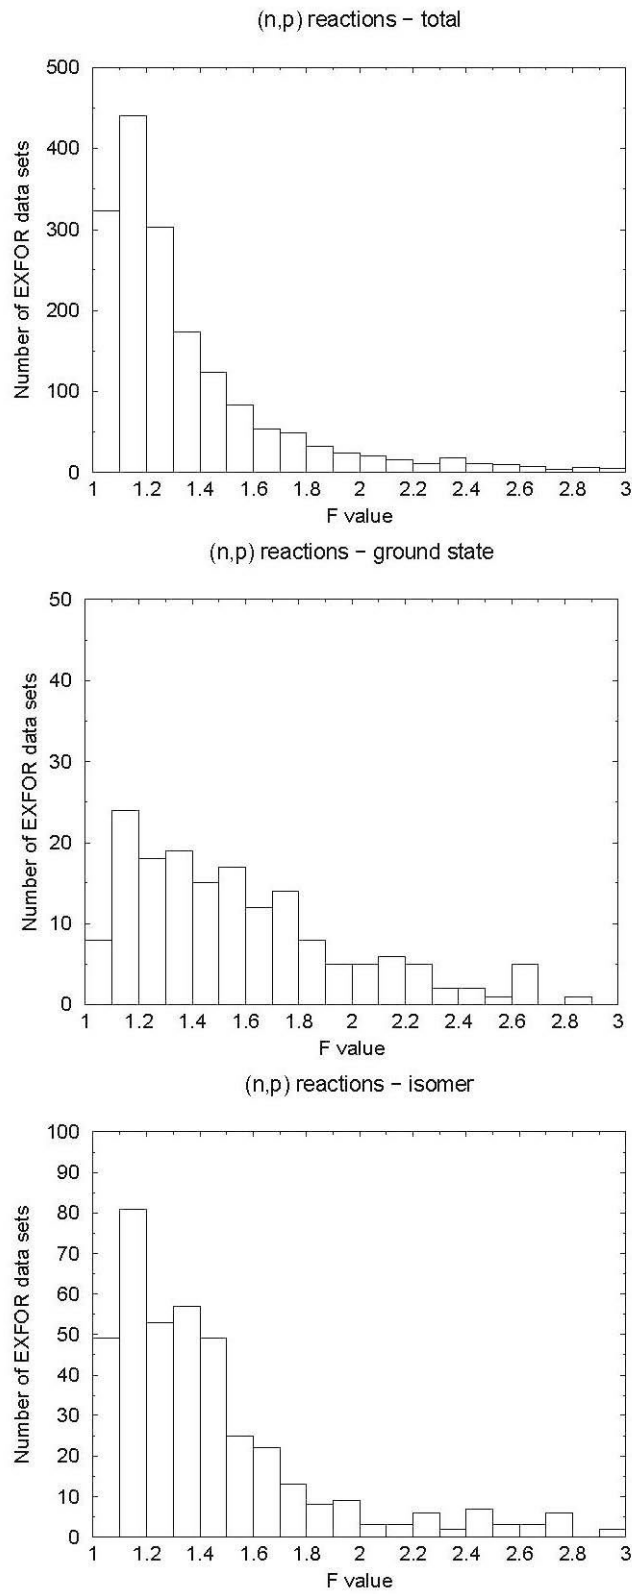 (n,p) reactions − total
Number of EXFOR data sets
500
400
300
200
100
0
1 1.2 1.4 1.6 1.8 2 2.2 2.4 2.6 2.8 3
F value
(n,p) reactions − ground state
Number of EXFOR data sets
50
40
30
20
10
0
1 1.2 1.4 1.6 1.8 2 2.2 2.4 2.6 2.8 3
F value
(n,p) reactions − isomer
Number of EXFOR data sets
100
90
80
70
60
50
40
30
20
10
0
1 1.2 1.4 1.6 1.8 2 2.2 2.4 2.6 2.8 3
F value